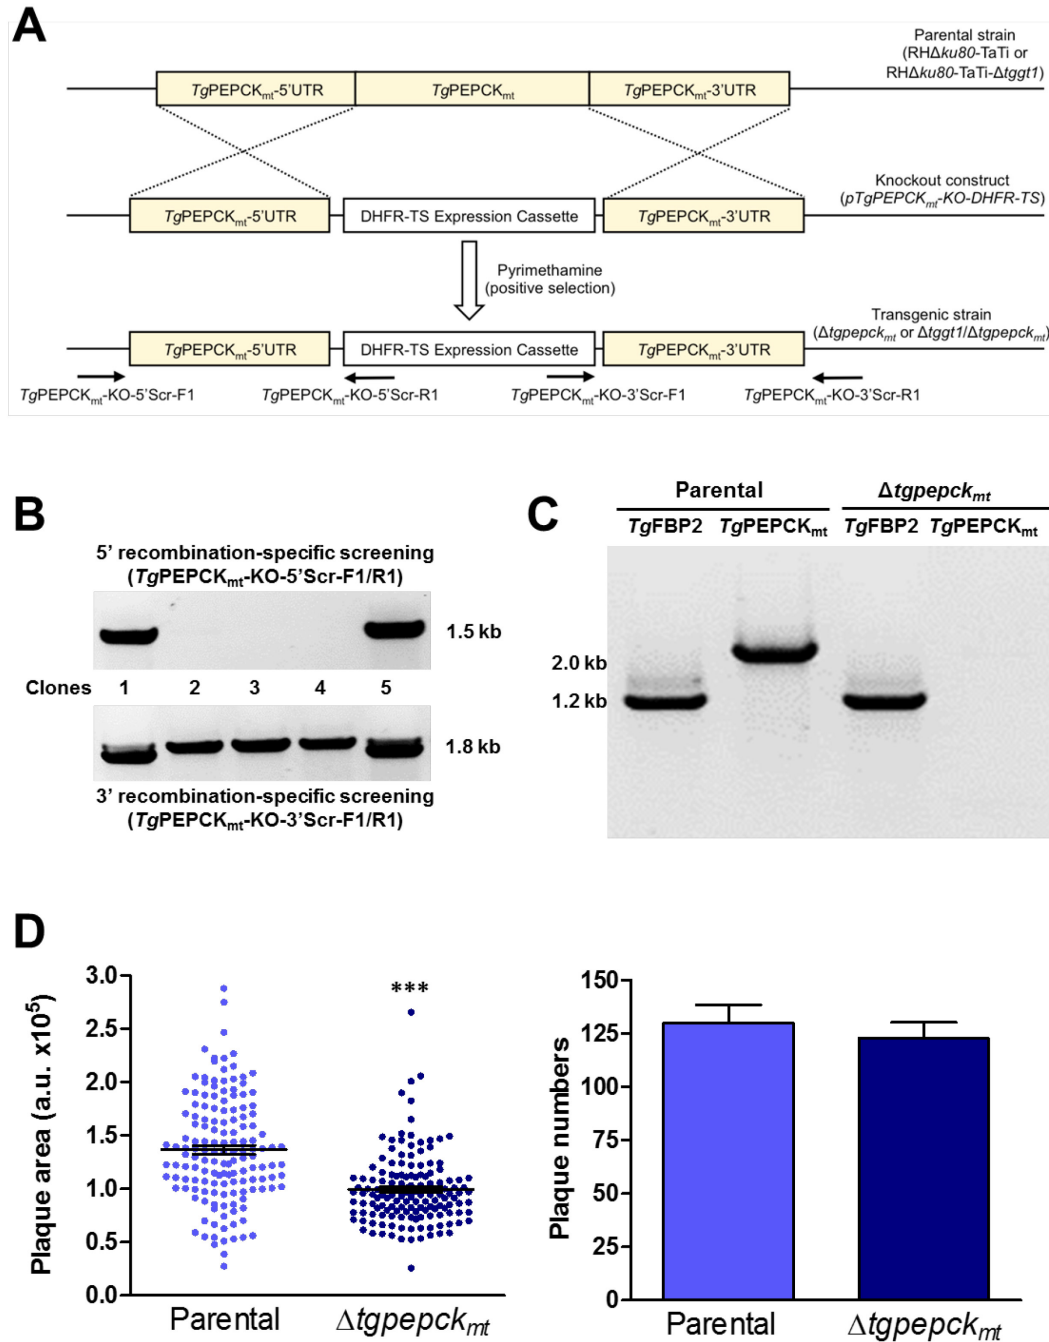 A
Parental strain
(RHΔku80-TaTi or
RHΔku80-TaTi-Δtggt1)
TgPEPCKmt-5'UTR TgPEPCKmt TgPEPCKmt-3'UTR
Knockout construct
(pTgPEPCKmt-KO-DHFR-TS)
TgPEPCKmt-5'UTR DHFR-TS Expression Cassette TgPEPCKmt-3'UTR
Pyrimethamine
(positive selection)
Transgenic strain
(Δtgpepckmt or Δtggt1/Δtgpepckmt)
TgPEPCKmt-5'UTR DHFR-TS Expression Cassette TgPEPCKmt-3'UTR
TgPEPCKmt-KO-5'Scr-F1 TgPEPCKmt-KO-5'Scr-R1 TgPEPCKmt-KO-3'Scr-F1 TgPEPCKmt-KO-3'Scr-R1
B
5' recombination-specific screening
(TgPEPCKmt-KO-5'Scr-F1/R1)
1.5 kb
Clones 1 2 3 4 5
1.8 kb
3' recombination-specific screening
(TgPEPCKmt-KO-3'Scr-F1/R1)
C
Parental Δtgpepckmt
TgFBP2 TgPEPCKmt TgFBP2 TgPEPCKmt
2.0 kb
1.2 kb
D
Plaque area (a.u. x10⁵)
3.0
2.5
2.0
1.5
1.0
0.5
0.0
***
Parental Δtgpepckmt
Plaque numbers
150
125
100
75
50
25
0
Parental Δtgpepckmt